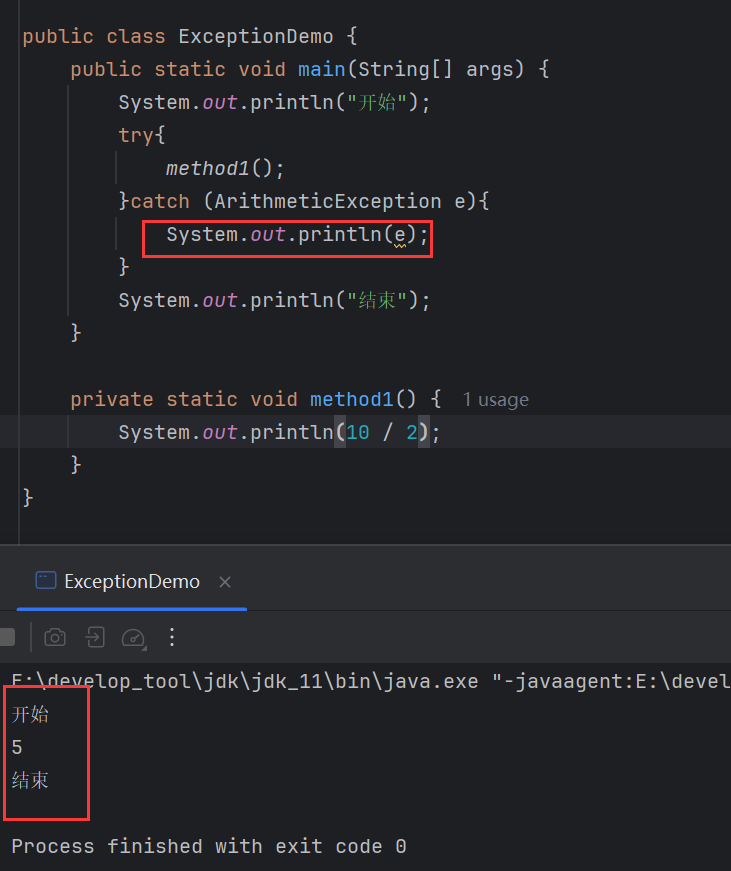 public class ExceptionDemo {
public static void main(String[] args) {
System.out.println("开始");
try{
method1();
}catch (ArithmeticException e){
System.out.println(e);
}
System.out.println("结束");
}
private static void method1() { 1 usage
System.out.println(10 / 2);
}
}
ExceptionDemo ×
E:\develop_tool\jdk\jdk_11\bin\java.exe "-javaagent:E:\devel
开始
5
结束
Process finished with exit code 0